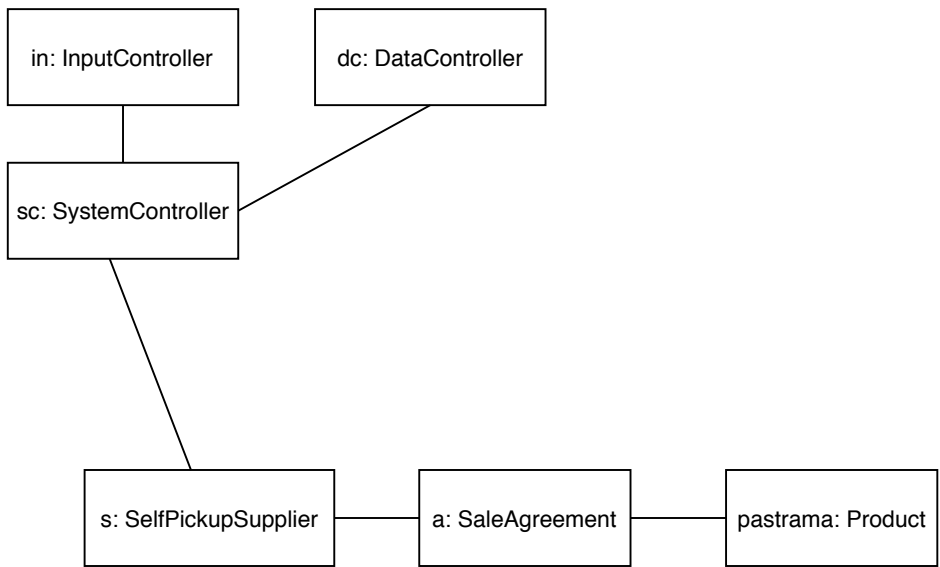 in: InputController
dc: DataController
sc: SystemController
s: SelfPickupSupplier
a: SaleAgreement
pastrama: Product